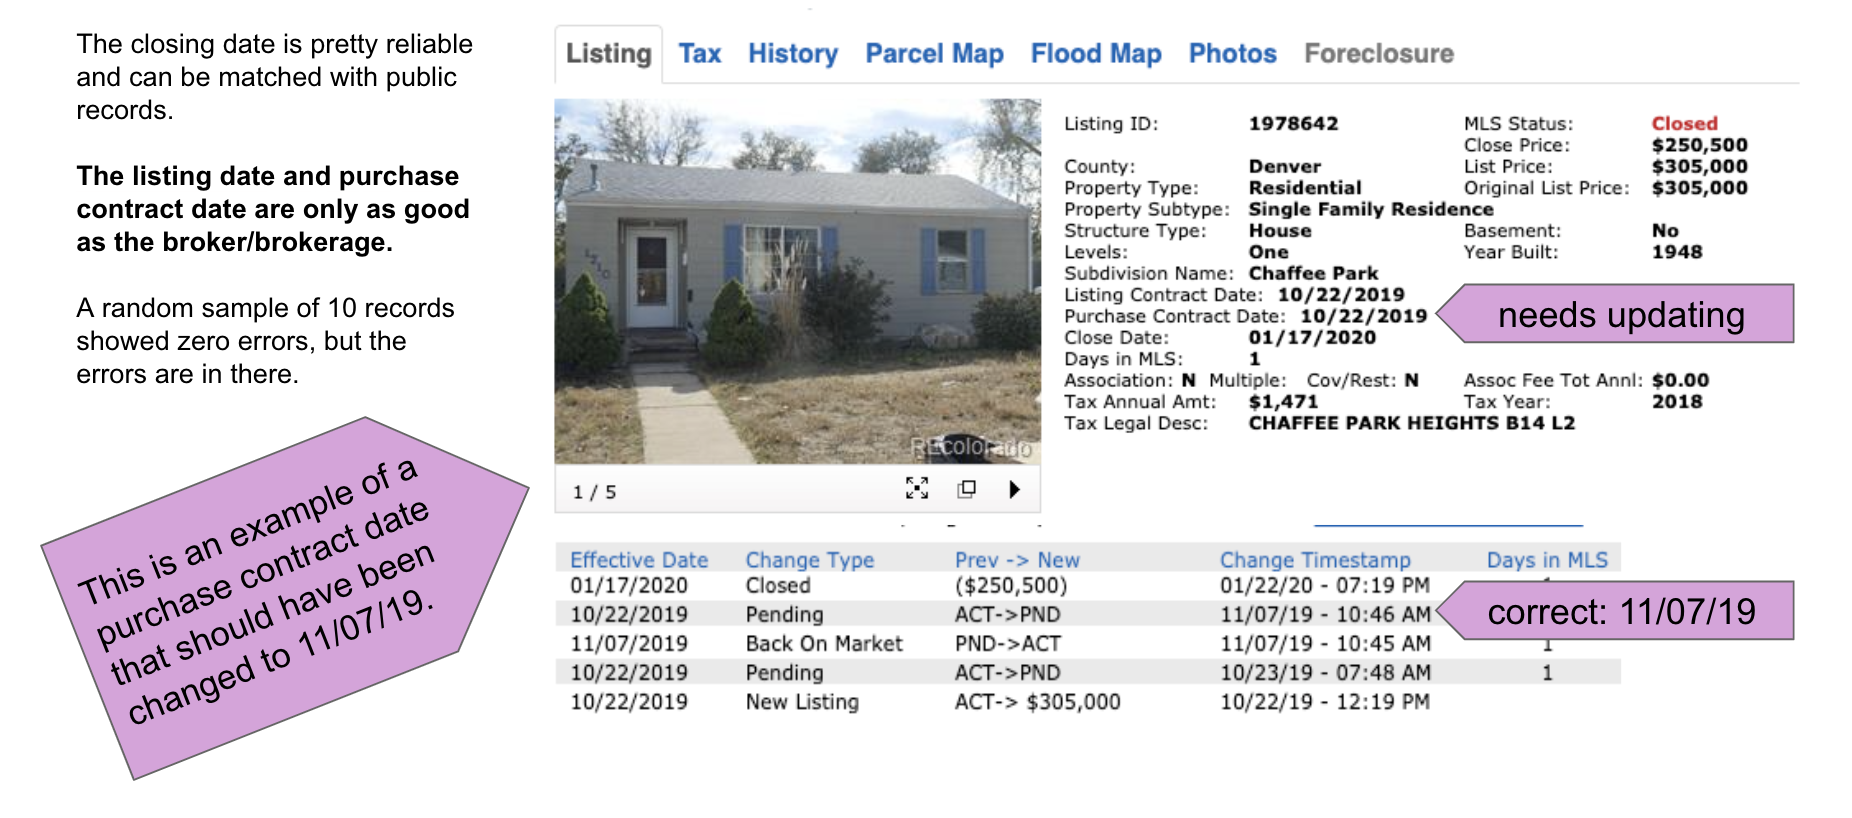 The closing date is pretty reliable
and can be matched with public
records.
The listing date and purchase
contract date are only as good
as the broker/brokerage.
A random sample of 10 records
showed zero errors, but the
errors are in there.
This is an example of a
purchase contract date
that should have been
changed to 11/07/19.
Listing Tax History Parcel Map Flood Map Photos Foreclosure
1210
REcolorado
1 / 5
Listing ID: 1978642 MLS Status: Closed
Close Price: $250,500
County: Denver List Price: $305,000
Property Type: Residential Original List Price: $305,000
Property Subtype: Single Family Residence
Structure Type: House Basement: No
Levels: One Year Built: 1948
Subdivision Name: Chaffee Park
Listing Contract Date: 10/22/2019
Purchase Contract Date: 10/22/2019
needs updating
Close Date: 01/17/2020
Days in MLS: 1
Association: N Multiple: Cov/Rest: N Assoc Fee Tot Annl: $0.00
Tax Annual Amt: $1,471 Tax Year: 2018
Tax Legal Desc: CHAFFEE PARK HEIGHTS B14 L2
Effective Date Change Type Prev -> New Change Timestamp Days in MLS
01/17/2020 Closed ($250,500) 01/22/20 - 07:19 PM
10/22/2019 Pending ACT->PND 11/07/19 - 10:46 AM
correct: 11/07/19
11/07/2019 Back On Market PND->ACT 11/07/19 - 10:45 AM 1
10/22/2019 Pending ACT->PND 10/23/19 - 07:48 AM 1
10/22/2019 New Listing ACT-> $305,000 10/22/19 - 12:19 PM